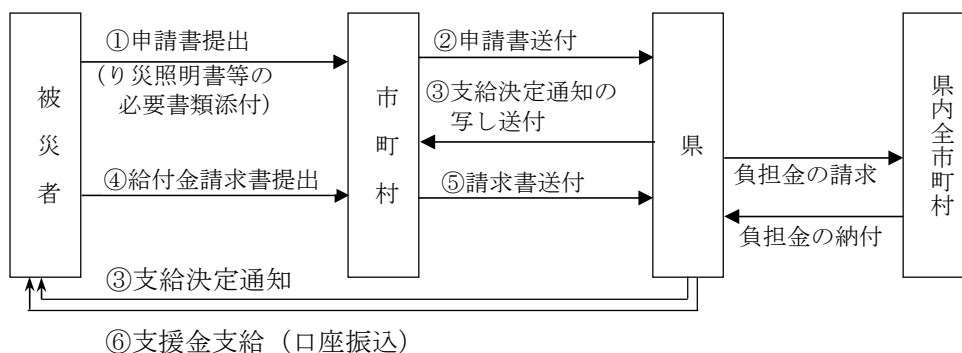 被災者
①申請書提出
(り災照明書等の
必要書類添付)
④給付金請求書提出
市町村
②申請書送付
③支給決定通知の
写し送付
⑤請求書送付
県
負担金の請求
負担金の納付
県内全市町村
③支給決定通知
⑥支援金支給（口座振込）